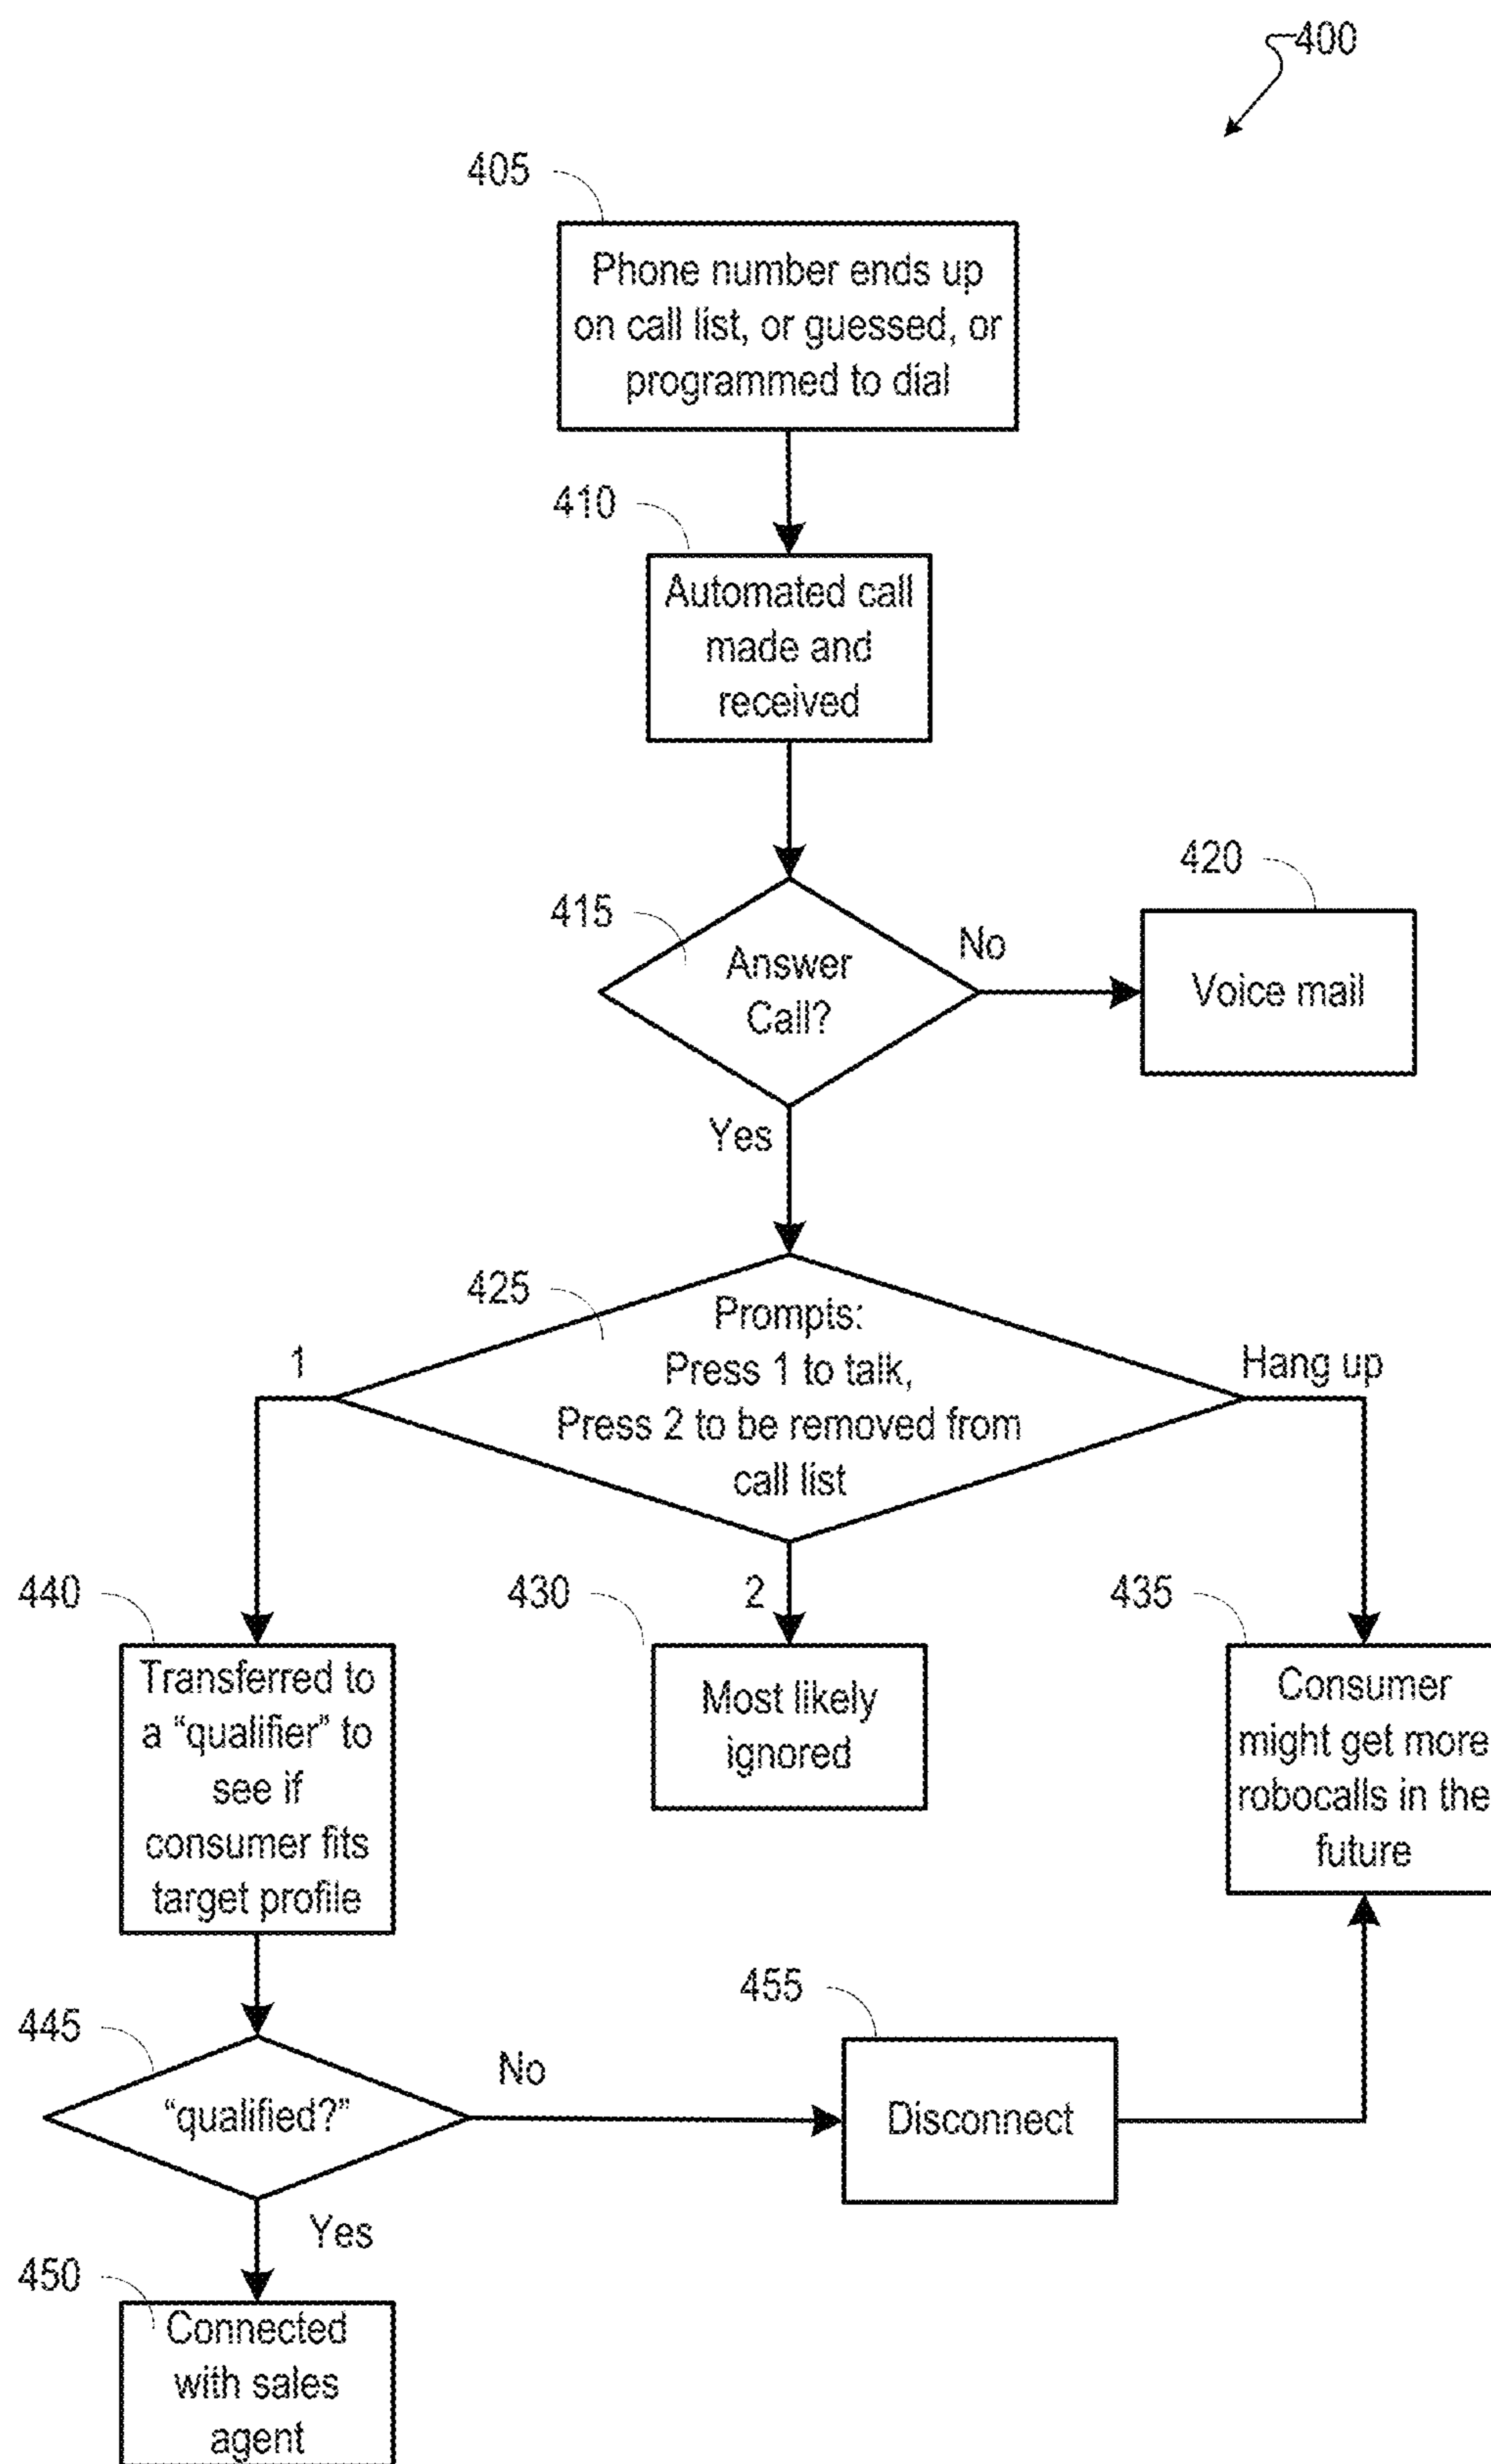 400
405
Phone number ends up
on call list, or guessed, or
programmed to dial
410
Automated call
made and
received
415
Answer
Call?
No
420
Voice mail
Yes
425
Prompts:
Press 1 to talk,
Press 2 to be removed from
call list
1
Hang up
2
440
Transferred to
a “qualifier” to
see if
consumer fits
target profile
430
Most likely
ignored
435
Consumer
might get more
robocalls in the
future
445
“qualified?”
No
455
Disconnect
Yes
450
Connected
with sales
agent